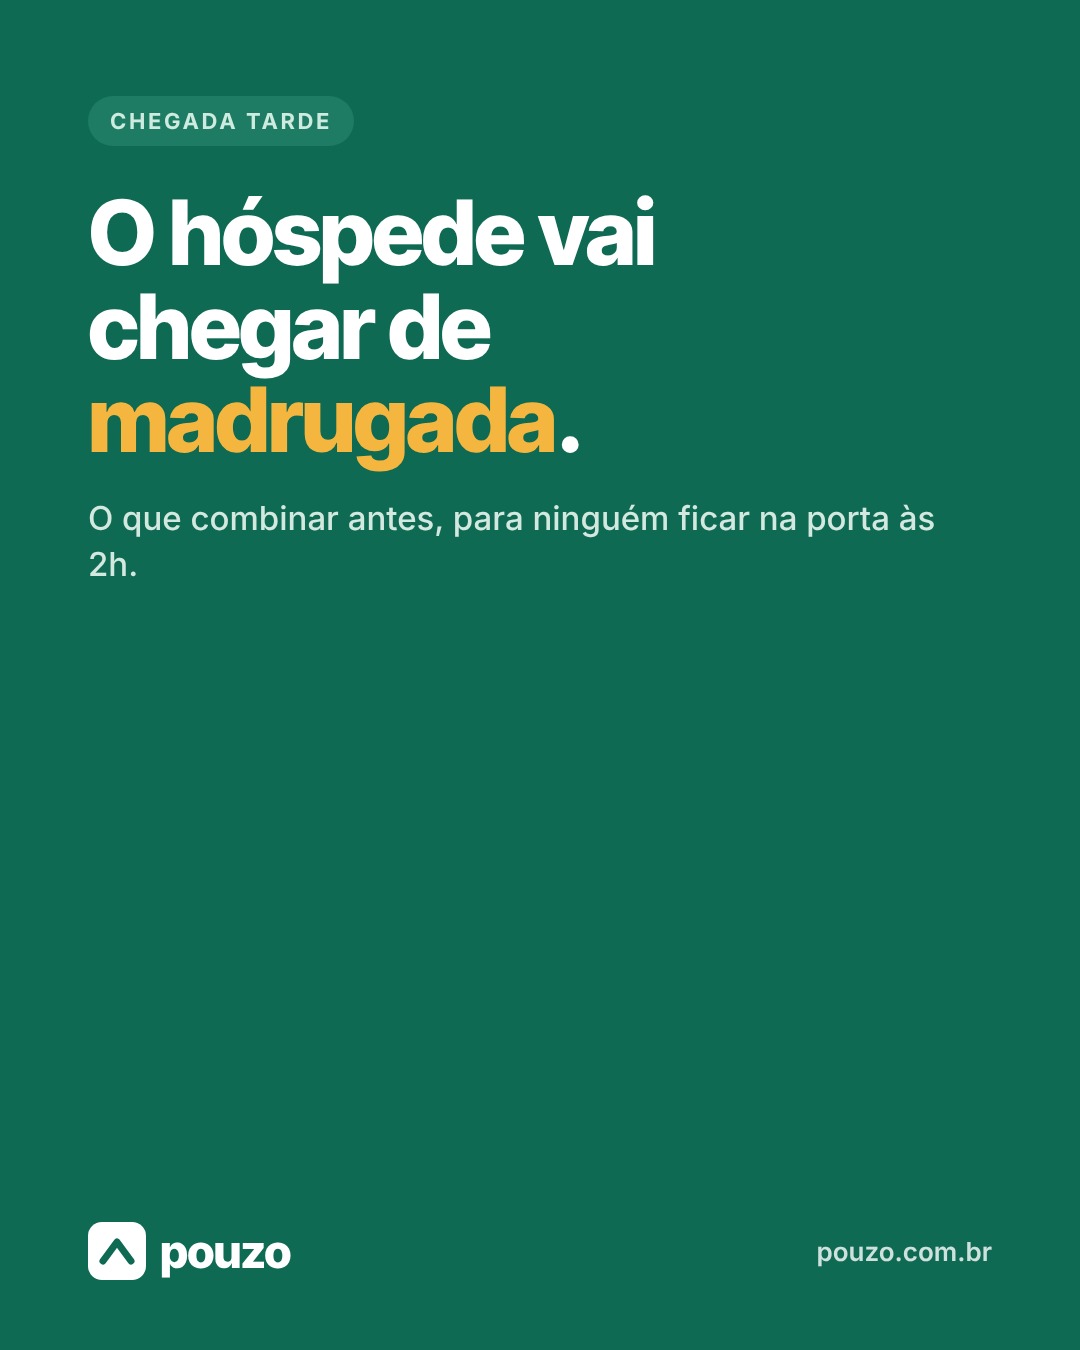 CHEGADA TARDE
O hóspede vai
chegar de
madrugada.
O que combinar antes, para ninguém ficar na porta às
2h.
pouzo
pouzo.com.br